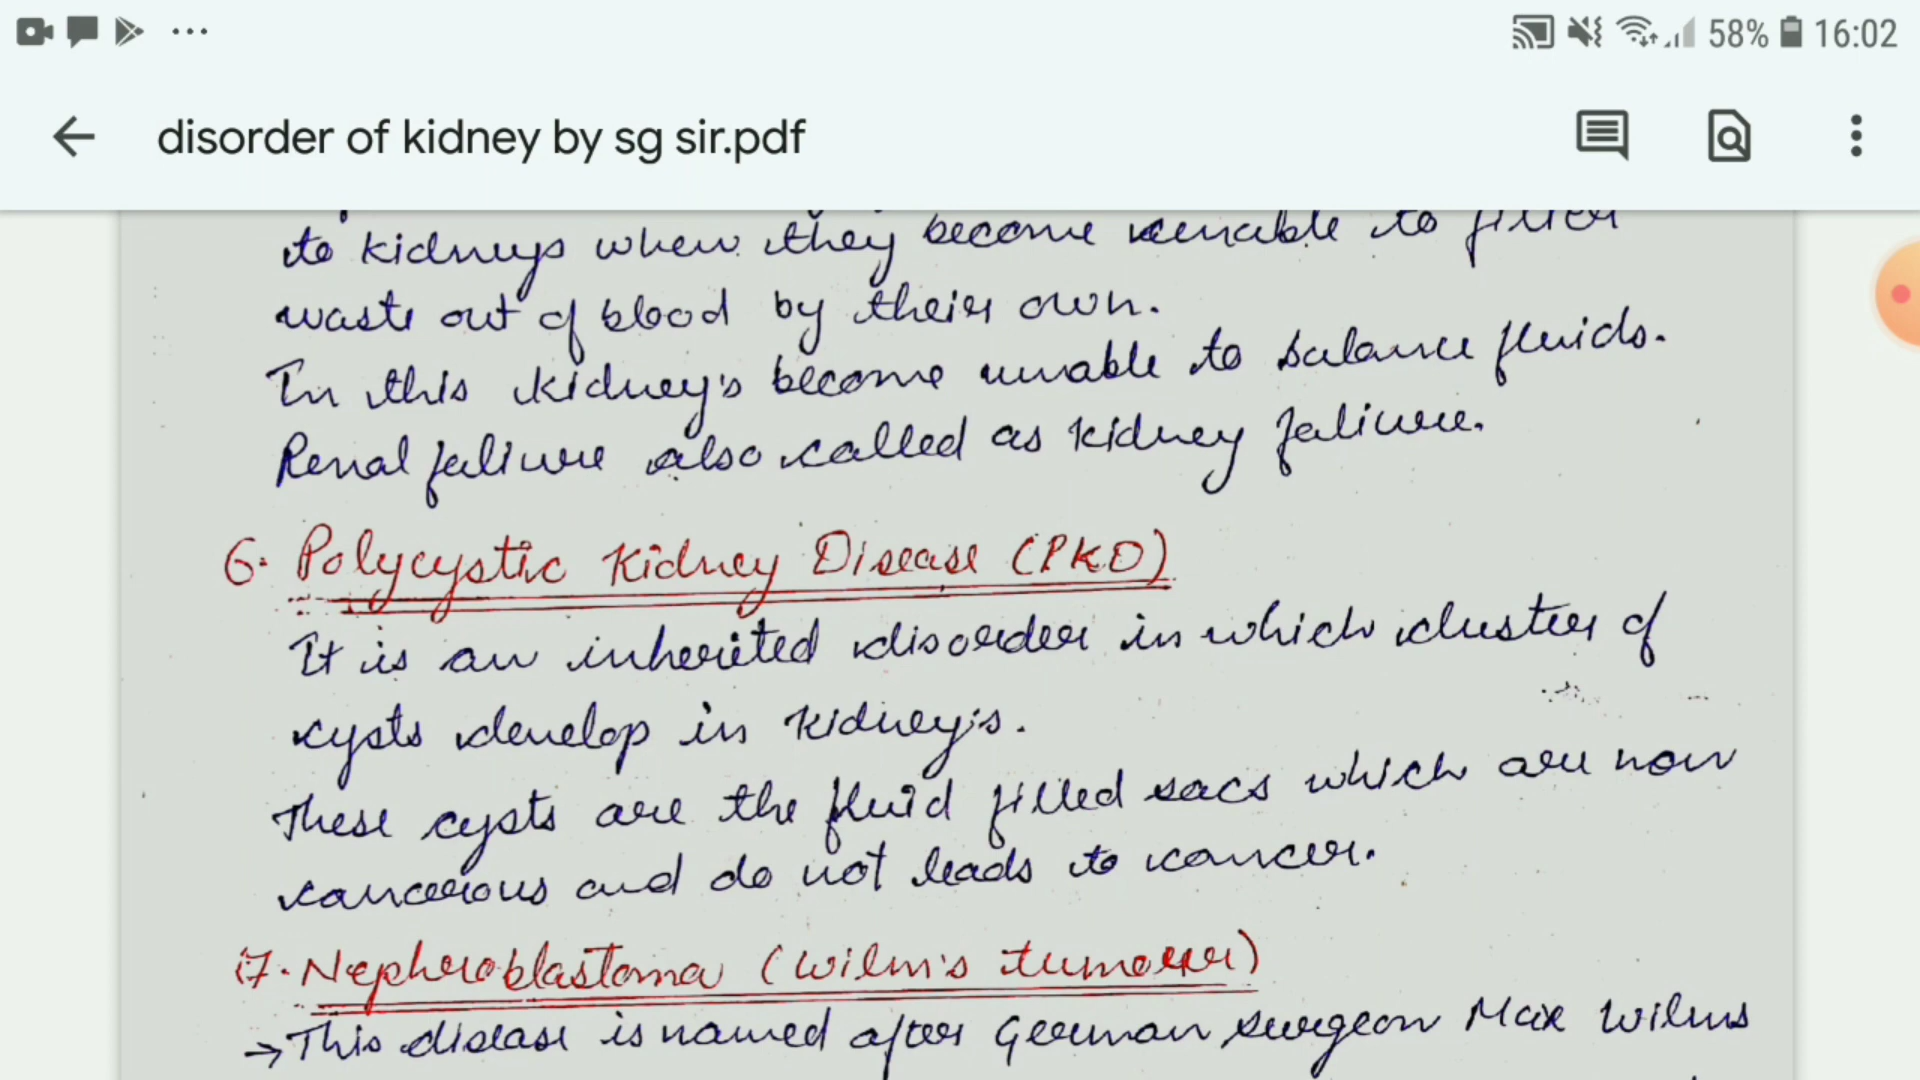 58% 16:02
disorder of kidney by sg sir.pdf
to kidneys when they become unable to filter
waste out of blood by their own.
In this kidney's become unable to balance fluids.
Renal faliure also called as kidney faliure.
6. Polycystic Kidney Disease (PKD)
It is an inherited disorder in which cluster of
cysts develop in kidney's.
These cysts are the fluid filled sacs which are non
cancerous and do not leads to cancer.
7. Nephroblastoma (Wilm's tumour)
→ This disease is named after German surgeon Max Wilms